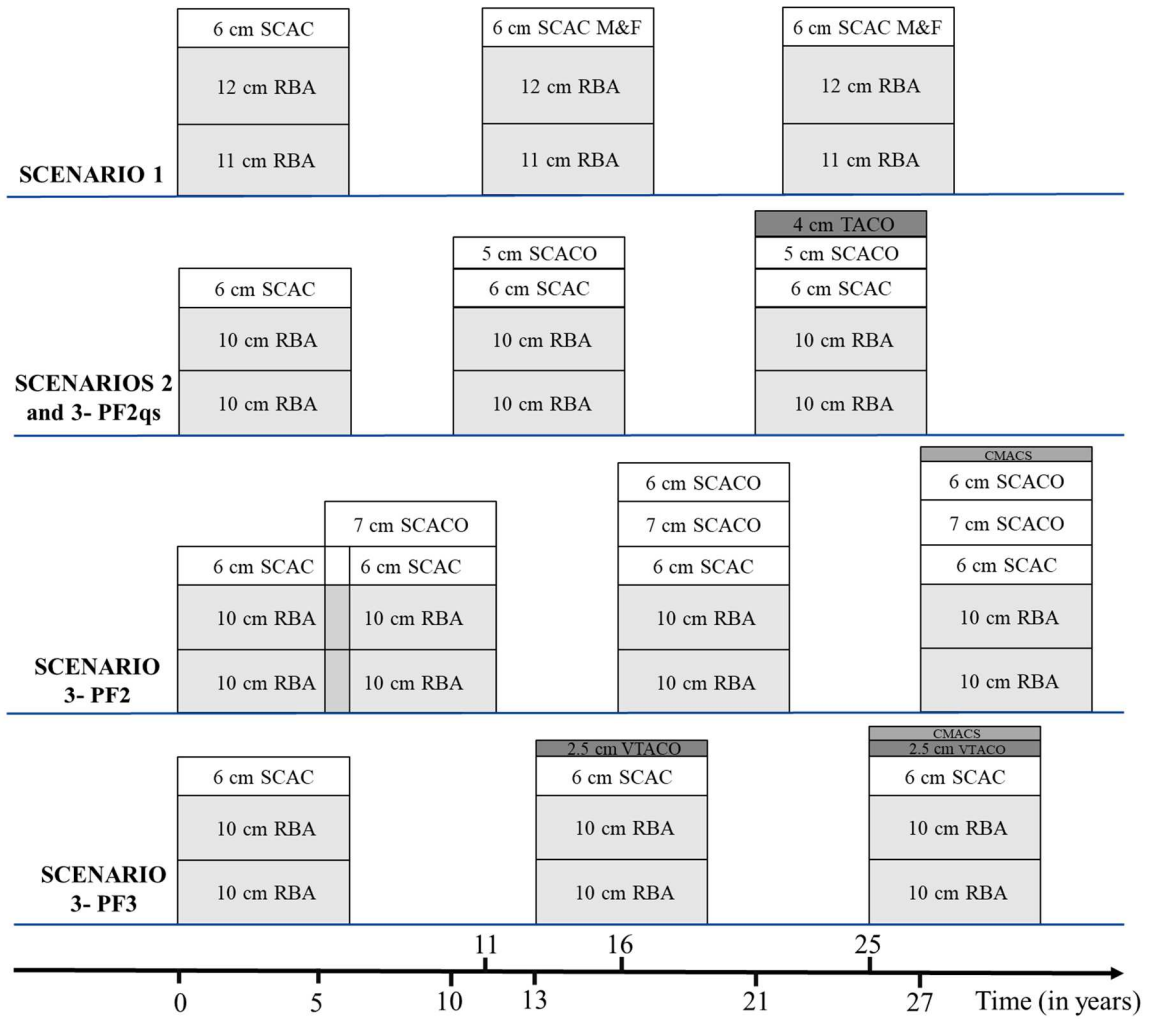 6 cm SCAC
6 cm SCAC M&F
6 cm SCAC M&F
12 cm RBA
12 cm RBA
12 cm RBA
11 cm RBA
11 cm RBA
11 cm RBA
SCENARIO 1
4 cm TACO
5 cm SCACO
5 cm SCACO
6 cm SCAC
6 cm SCAC
6 cm SCAC
10 cm RBA
10 cm RBA
10 cm RBA
SCENARIOS 2
and 3- PF2qs
10 cm RBA
10 cm RBA
10 cm RBA
CMACS
6 cm SCACO
6 cm SCACO
7 cm SCACO
7 cm SCACO
7 cm SCACO
6 cm SCAC
6 cm SCAC
6 cm SCAC
6 cm SCAC
10 cm RBA
10 cm RBA
10 cm RBA
10 cm RBA
SCENARIO
3- PF2
10 cm RBA
10 cm RBA
10 cm RBA
10 cm RBA
CMACS
2.5 cm VTACO
2.5 cm VTACO
6 cm SCAC
6 cm SCAC
6 cm SCAC
10 cm RBA
10 cm RBA
10 cm RBA
SCENARIO
3- PF3
10 cm RBA
10 cm RBA
10 cm RBA
11
16
25
0
5
10
13
21
27
Time (in years)